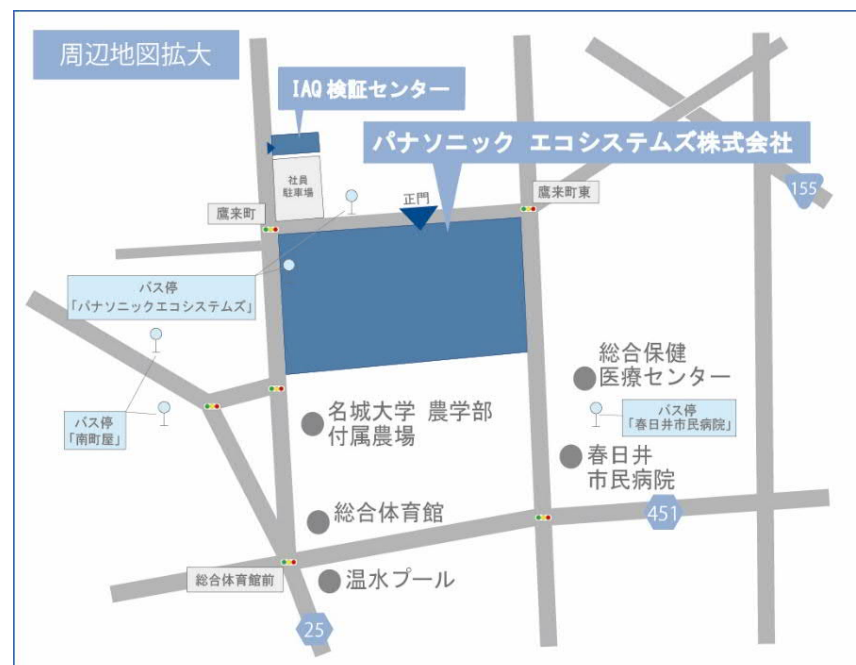 周辺地図拡大
IAQ 検証センター
パナソニック エコシステムズ株式会社
社員
駐車場
正門
鷹来町
鷹来町東
155
バス停
「パナソニックエコシステムズ」
バス停
「南町屋」
総合保健
医療センター
名城大学 農学部
付属農場
バス停
「春日井市民病院」
春日井
市民病院
総合体育館
451
総合体育館前
温水プール
25